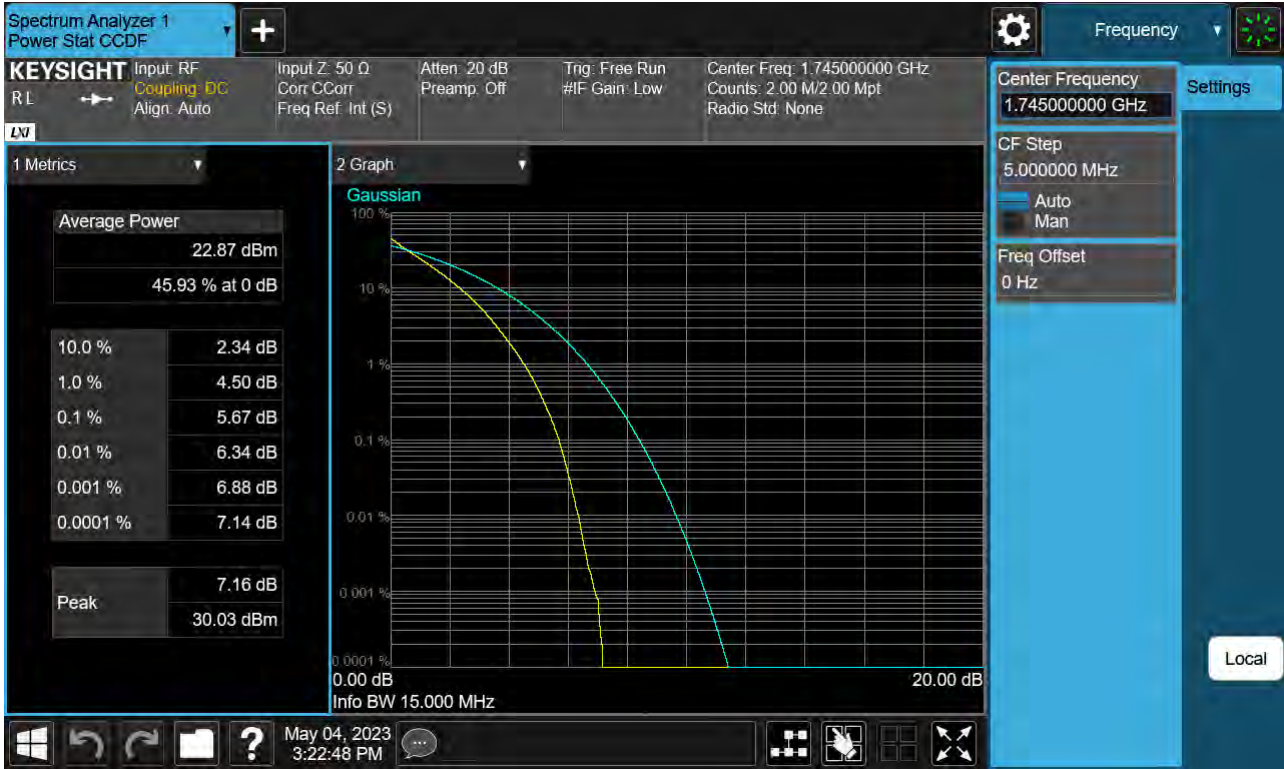 Spectrum Analyzer 1
Power Stat CCDF
+
Frequency
KEYSIGHT
R L
LXI
Input: RF
Coupling: DC
Align: Auto
Input Z: 50 Ω
Corr CCorr
Freq Ref: Int (S)
Atten: 20 dB
Preamp: Off
Trig: Free Run
#IF Gain: Low
Center Freq: 1.745000000 GHz
Counts: 2.00 M/2.00 Mpt
Radio Std: None
Center Frequency
1.745000000 GHz
Settings
CF Step
5.000000 MHz
Auto
Man
Freq Offset
0 Hz
1 Metrics
Average Power
22.87 dBm
45.93 % at 0 dB
10.0 % 2.34 dB
1.0 % 4.50 dB
0.1 % 5.67 dB
0.01 % 6.34 dB
0.001 % 6.88 dB
0.0001 % 7.14 dB
Peak
7.16 dB
30.03 dBm
2 Graph
Gaussian
100 %
10 %
1 %
0.1 %
0.01 %
0.001 %
0.0001 %
0.00 dB 20.00 dB
Info BW 15.000 MHz
Local
?
May 04, 2023
3:22:48 PM